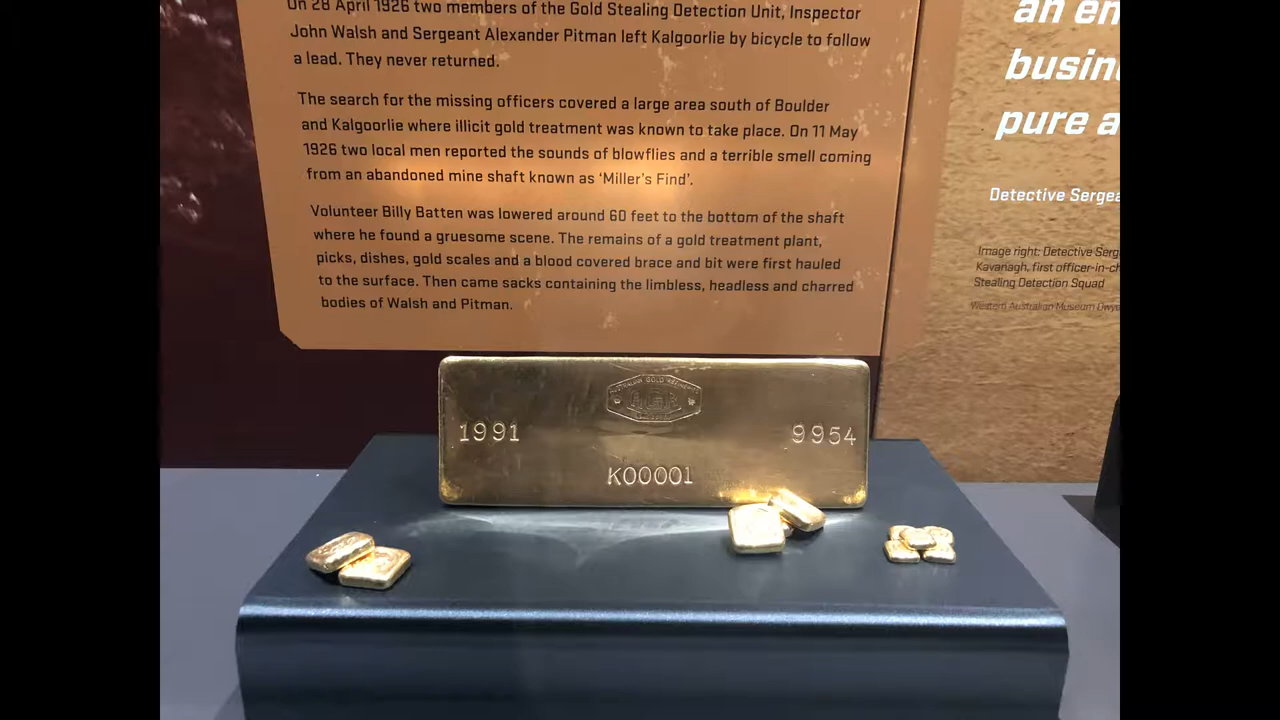 On 28 April 1926 two members of the Gold Stealing Detection Unit, Inspector
John Walsh and Sergeant Alexander Pitman left Kalgoorlie by bicycle to follow
a lead. They never returned.
The search for the missing officers covered a large area south of Boulder
and Kalgoorlie where illicit gold treatment was known to take place. On 11 May
1926 two local men reported the sounds of blowflies and a terrible smell coming
from an abandoned mine shaft known as ‘Miller’s Find’.
Volunteer Billy Batten was lowered around 60 feet to the bottom of the shaft
where he found a gruesome scene. The remains of a gold treatment plant,
picks, dishes, gold scales and a blood covered brace and bit were first hauled
to the surface. Then came sacks containing the limbless, headless and charred
bodies of Walsh and Pitman.
an en
busin
pure a
Detective Sergea
Image right: Detective Serg
Kavanagh, first officer-in-ch
Stealing Detection Squad
Western Australian Museum Dwye
AUSTRALIAN GOLD REFINERIES
AGR
1991
9954
K00001